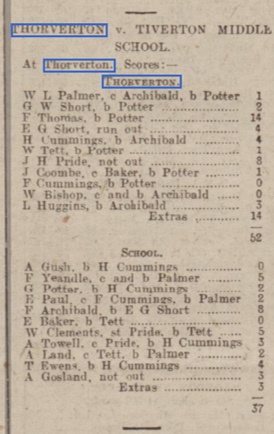 THORVERTON v. TIVERTON MIDDLE
SCHOOL.
At Thorverton. Scores:—
THORVERTON.
W L Palmer, c Archibald, b Potter 1
G W Short, b Potter ............ 2
F Thomas, b Potter ............ 14
E G Short, run out ............ 4
H Cummings, b Archibald ............ 4
W Tett, b Potter ............ 1
J H Pride, not out ............ 8
J Coombe, c Baker, b Potter ...... 1
F Cummings, b Potter ............ 0
W Bishop, c and b Archibald ...... 0
L Huggins, b Archibald ............ 3
Extras ............ 14
52
SCHOOL.
A Gush, b H Cummings ............ 0
F Yeandle, c and b Palmer ......... 5
G Potter, b H Cummings ............ 2
E Paul, c F Cummings, b Palmer 2
F Archibald, b E G Short ......... 8
E Baker, b Tett ............ 0
W Clements, st Pride, b Tett ...... 5
A Towell, c Pride, b H Cummings 3
A Land, c Tett, b Palmer ......... 2
T Ewens, b H Cummings ............ 4
A Gosland, not out ............ 3
Extras ............ 3
37